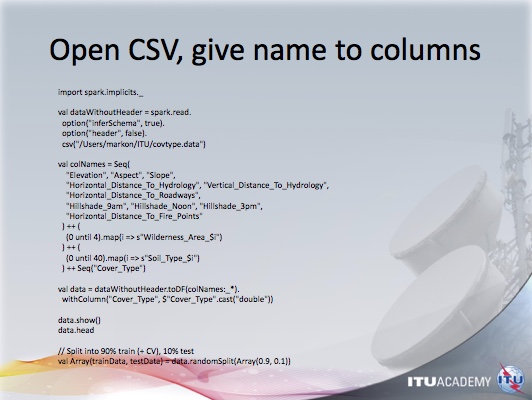 Open CSV, give name to columns
import spark.implicits._
val dataWithoutHeader = spark.read.
option("inferSchema", true).
option("header", false).
csv("/Users/markon/ITU/covtype.data")
val colNames = Seq(
"Elevation", "Aspect", "Slope",
"Horizontal_Distance_To_Hydrology", "Vertical_Distance_To_Hydrology",
"Horizontal_Distance_To_Roadways",
"Hillshade_9am", "Hillshade_Noon", "Hillshade_3pm",
"Horizontal_Distance_To_Fire_Points"
) ++ (
(0 until 4).map(i => s"Wilderness_Area_$i")
) ++ (
(0 until 40).map(i => s"Soil_Type_$i")
) ++ Seq("Cover_Type")
val data = dataWithoutHeader.toDF(colNames:_*).
withColumn("Cover_Type", $"Cover_Type".cast("double"))
data.show()
data.head
// Split into 90% train (+ CV), 10% test
val Array(trainData, testData) = data.randomSplit(Array(0.9, 0.1))
ITUACADEMY ITU